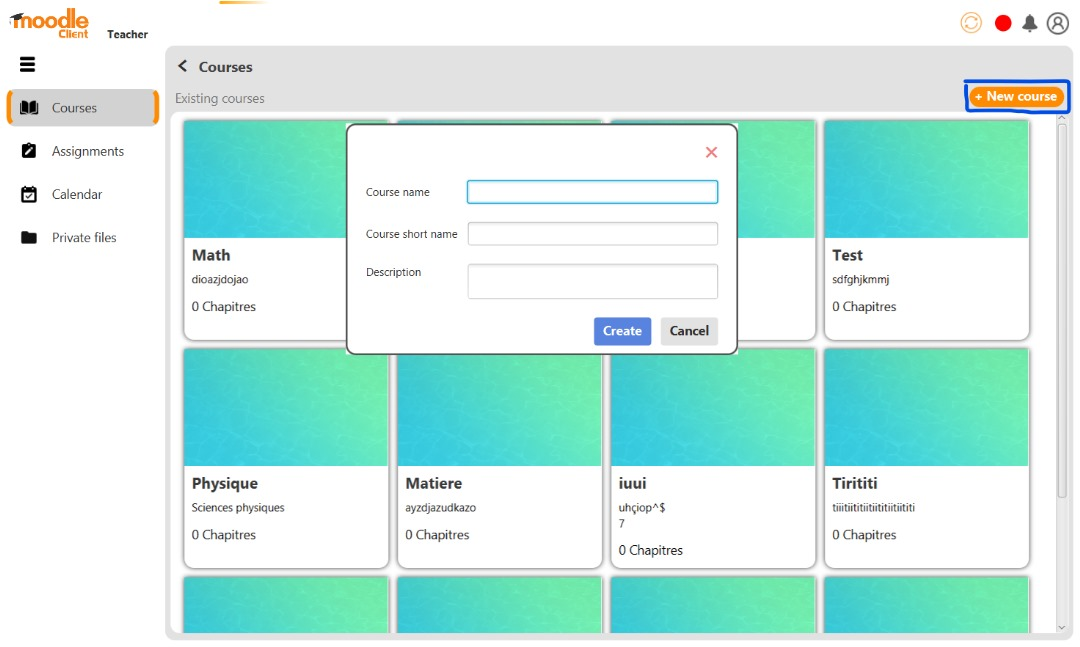 moodle
Client
Teacher
Courses
Assignments
Calendar
Private files
Courses
Existing courses
+ New course
Course name
Course short name
Description
Create
Cancel
Math
dioazjdojao
0 Chapitres
Test
sdfghjkmmj
0 Chapitres
Physique
Sciences physiques
0 Chapitres
Matiere
ayzdjazudkazo
0 Chapitres
iuui
uhçiop^$
7
0 Chapitres
Tirititi
0 Chapitres